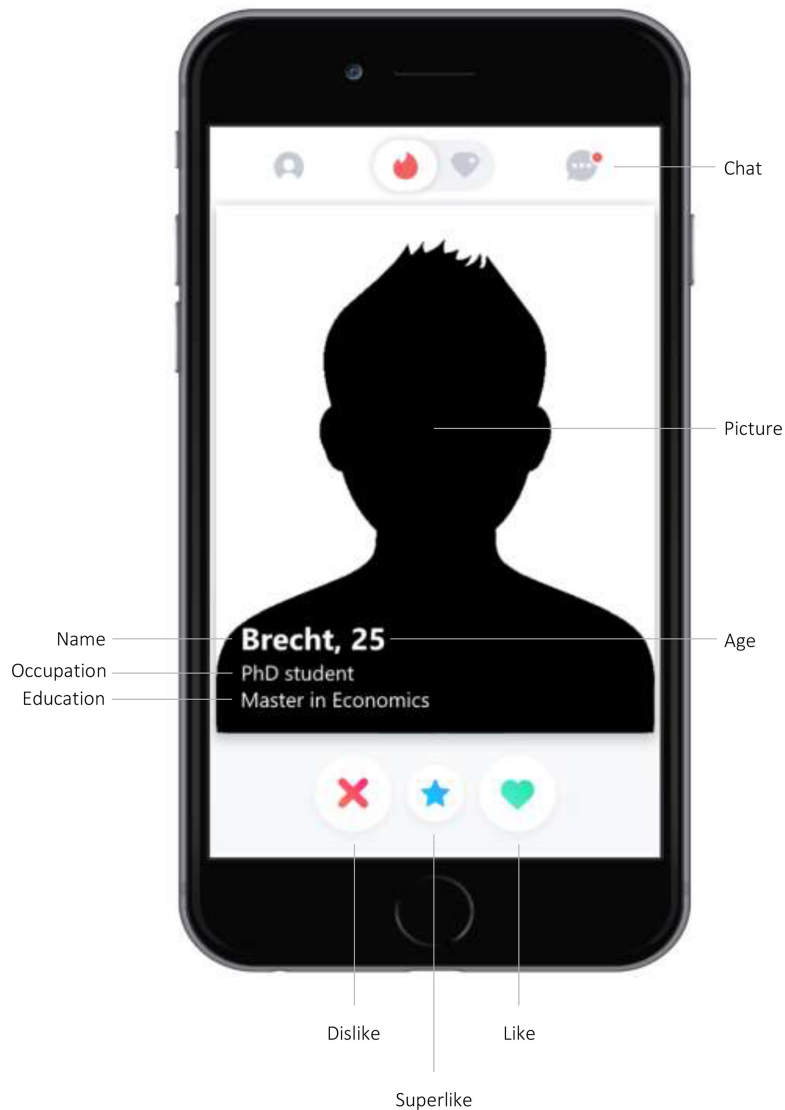 Chat
Picture
Name
Brecht, 25
Age
Occupation
PhD student
Education
Master in Economics
Dislike
Like
Superlike